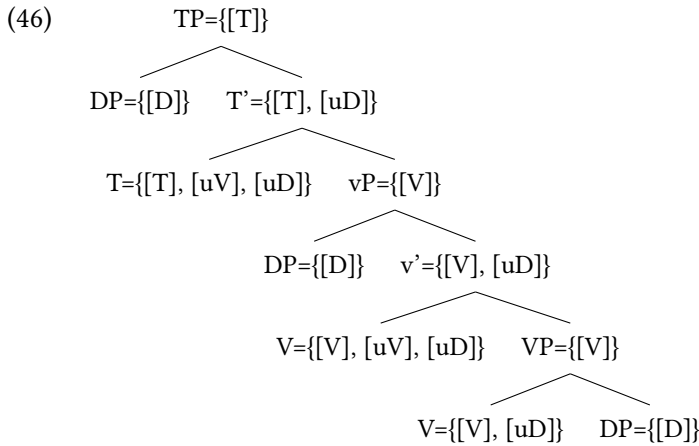 (46) TP={[T]}
DP={[D]} T’={[T], [uD]}
T={[T], [uV], [uD]} vP={[V]}
DP={[D]} v’={[V], [uD]}
V={[V], [uV], [uD]} VP={[V]}
V={[V], [uD]} DP={[D]}